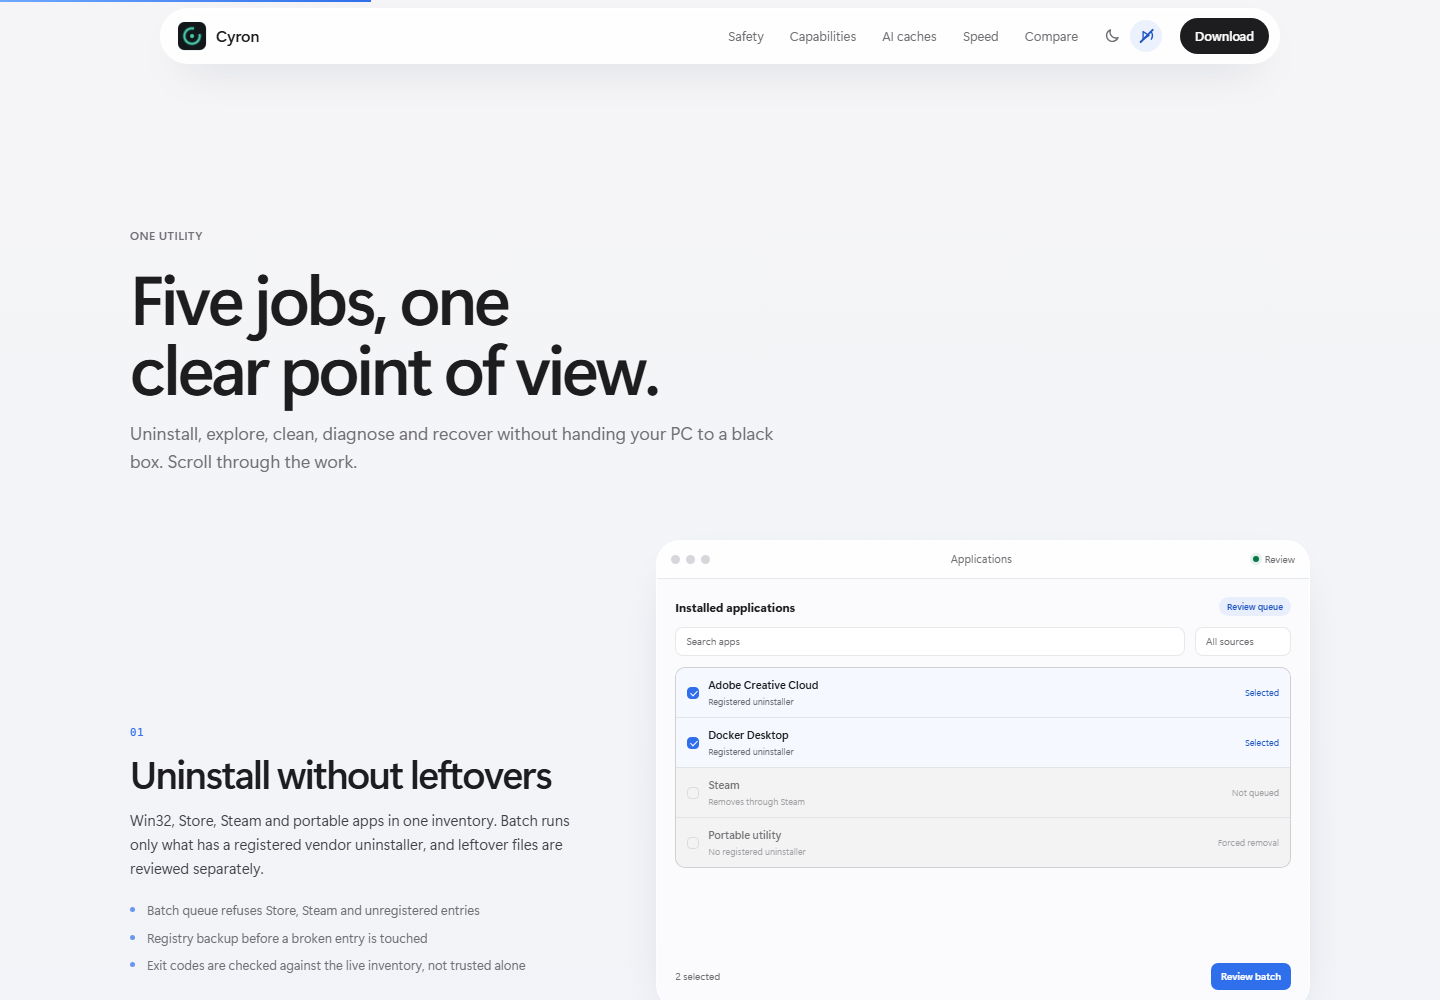 Cyron
Safety
Capabilities
AI caches
Speed
Compare
Download
ONE UTILITY
Five jobs, one
clear point of view.
Uninstall, explore, clean, diagnose and recover without handing your PC to a black
box. Scroll through the work.
01
Uninstall without leftovers
Win32, Store, Steam and portable apps in one inventory. Batch runs
only what has a registered vendor uninstaller, and leftover files are
reviewed separately.
Batch queue refuses Store, Steam and unregistered entries
Registry backup before a broken entry is touched
Exit codes are checked against the live inventory, not trusted alone
Applications
Review
Installed applications
Review queue
Search apps
All sources
Adobe Creative Cloud
Registered uninstaller
Selected
Docker Desktop
Registered uninstaller
Selected
Steam
Removes through Steam
Not queued
Portable utility
No registered uninstaller
Forced removal
2 selected
Review batch